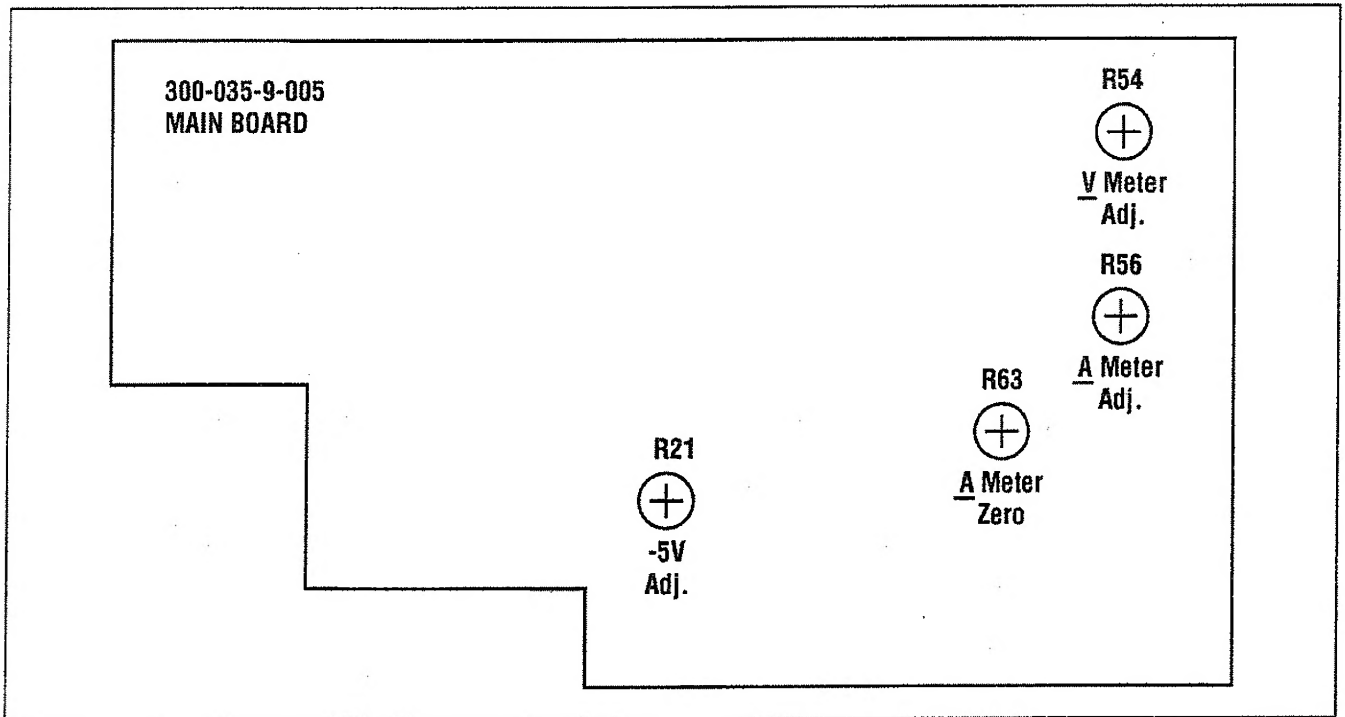 300-035-9-005
MAIN BOARD
R54
V Meter
Adj.
R56
A Meter
Adj.
R63
A Meter
Zero
R21
-5V
Adj.